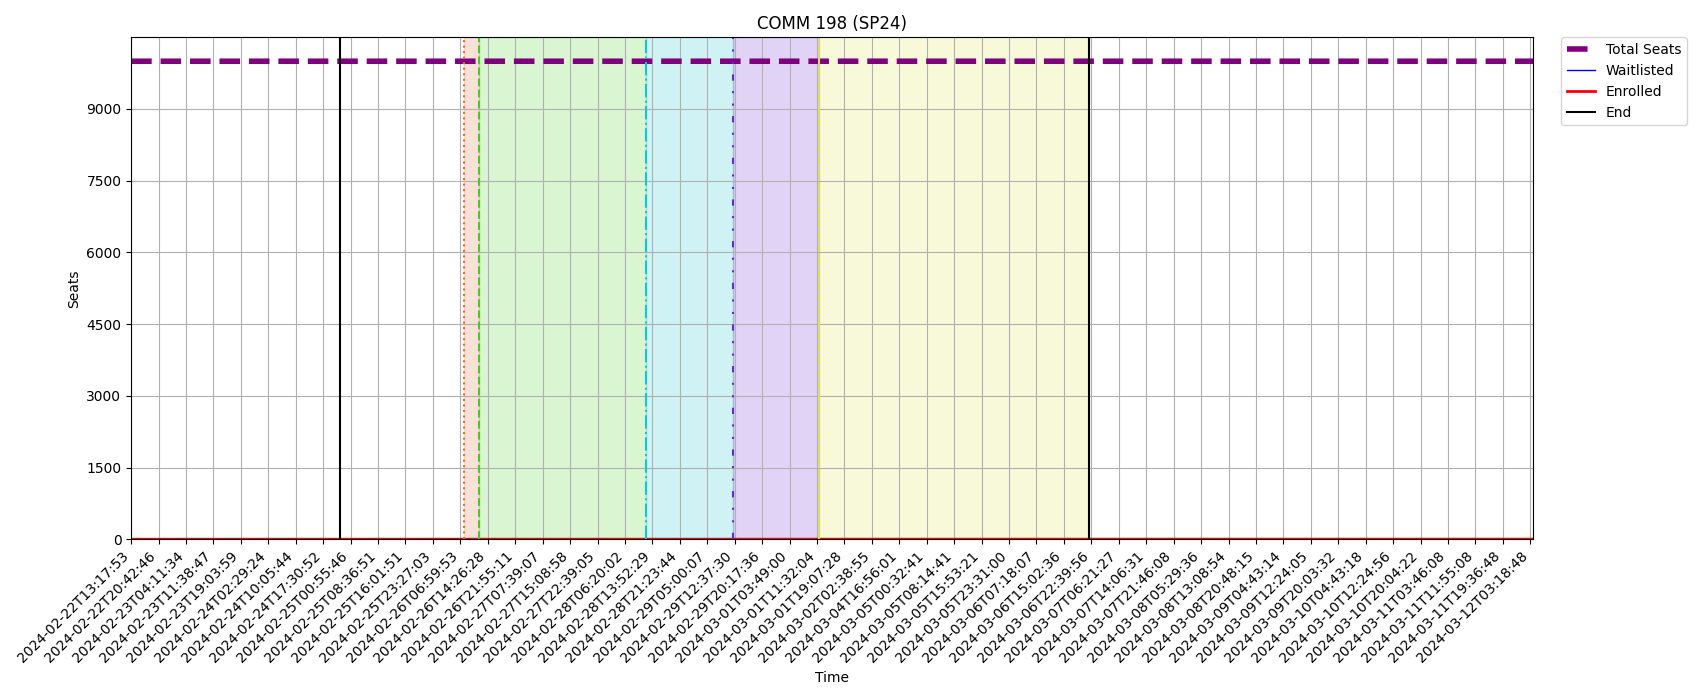 COMM 198 (SP24)
Total Seats
Waitlisted
Enrolled
End
Seats
9000
7500
6000
4500
3000
1500
0
2024-02-22T13:17:53
2024-02-22T20:42:46
2024-02-23T04:11:34
2024-02-23T11:38:47
2024-02-23T19:03:59
2024-02-24T02:29:24
2024-02-24T10:05:44
2024-02-24T17:30:52
2024-02-25T00:55:46
2024-02-25T08:36:51
2024-02-25T16:01:51
2024-02-25T23:27:03
2024-02-26T06:59:53
2024-02-26T14:26:28
2024-02-26T21:55:11
2024-02-27T07:39:07
2024-02-27T15:08:58
2024-02-27T22:39:05
2024-02-28T06:20:02
2024-02-28T13:52:29
2024-02-28T21:23:44
2024-02-29T05:00:07
2024-02-29T12:37:30
2024-02-29T20:17:36
2024-03-01T03:49:00
2024-03-01T11:32:04
2024-03-01T19:07:28
2024-03-02T02:38:55
2024-03-04T16:56:01
2024-03-05T00:32:41
2024-03-05T08:14:41
2024-03-05T15:53:21
2024-03-05T23:31:00
2024-03-06T07:18:07
2024-03-06T15:02:36
2024-03-06T22:39:56
2024-03-07T06:21:27
2024-03-07T14:06:31
2024-03-07T21:46:08
2024-03-08T05:29:36
2024-03-08T13:08:54
2024-03-08T20:48:15
2024-03-09T04:43:14
2024-03-09T12:24:05
2024-03-09T20:03:32
2024-03-10T04:43:18
2024-03-10T12:24:56
2024-03-10T20:04:22
2024-03-11T03:46:08
2024-03-11T11:55:08
2024-03-11T19:36:48
2024-03-12T03:18:48
Time